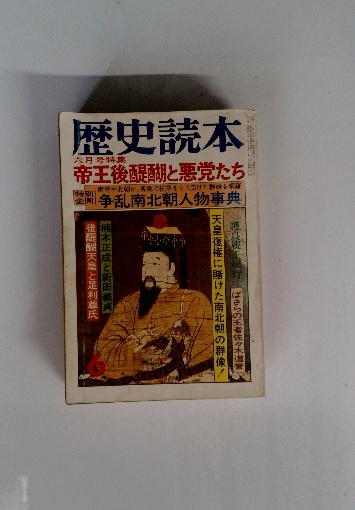 歴史読本
六月号特集
帝王後醍醐と悪党たち
特別企画
争乱南北朝人物事典
天皇復権に賭けた南北朝の群像!
ばさらの王者佐々木道誉
楠木正成と新田義貞
後醍醐天皇と足利尊氏
6